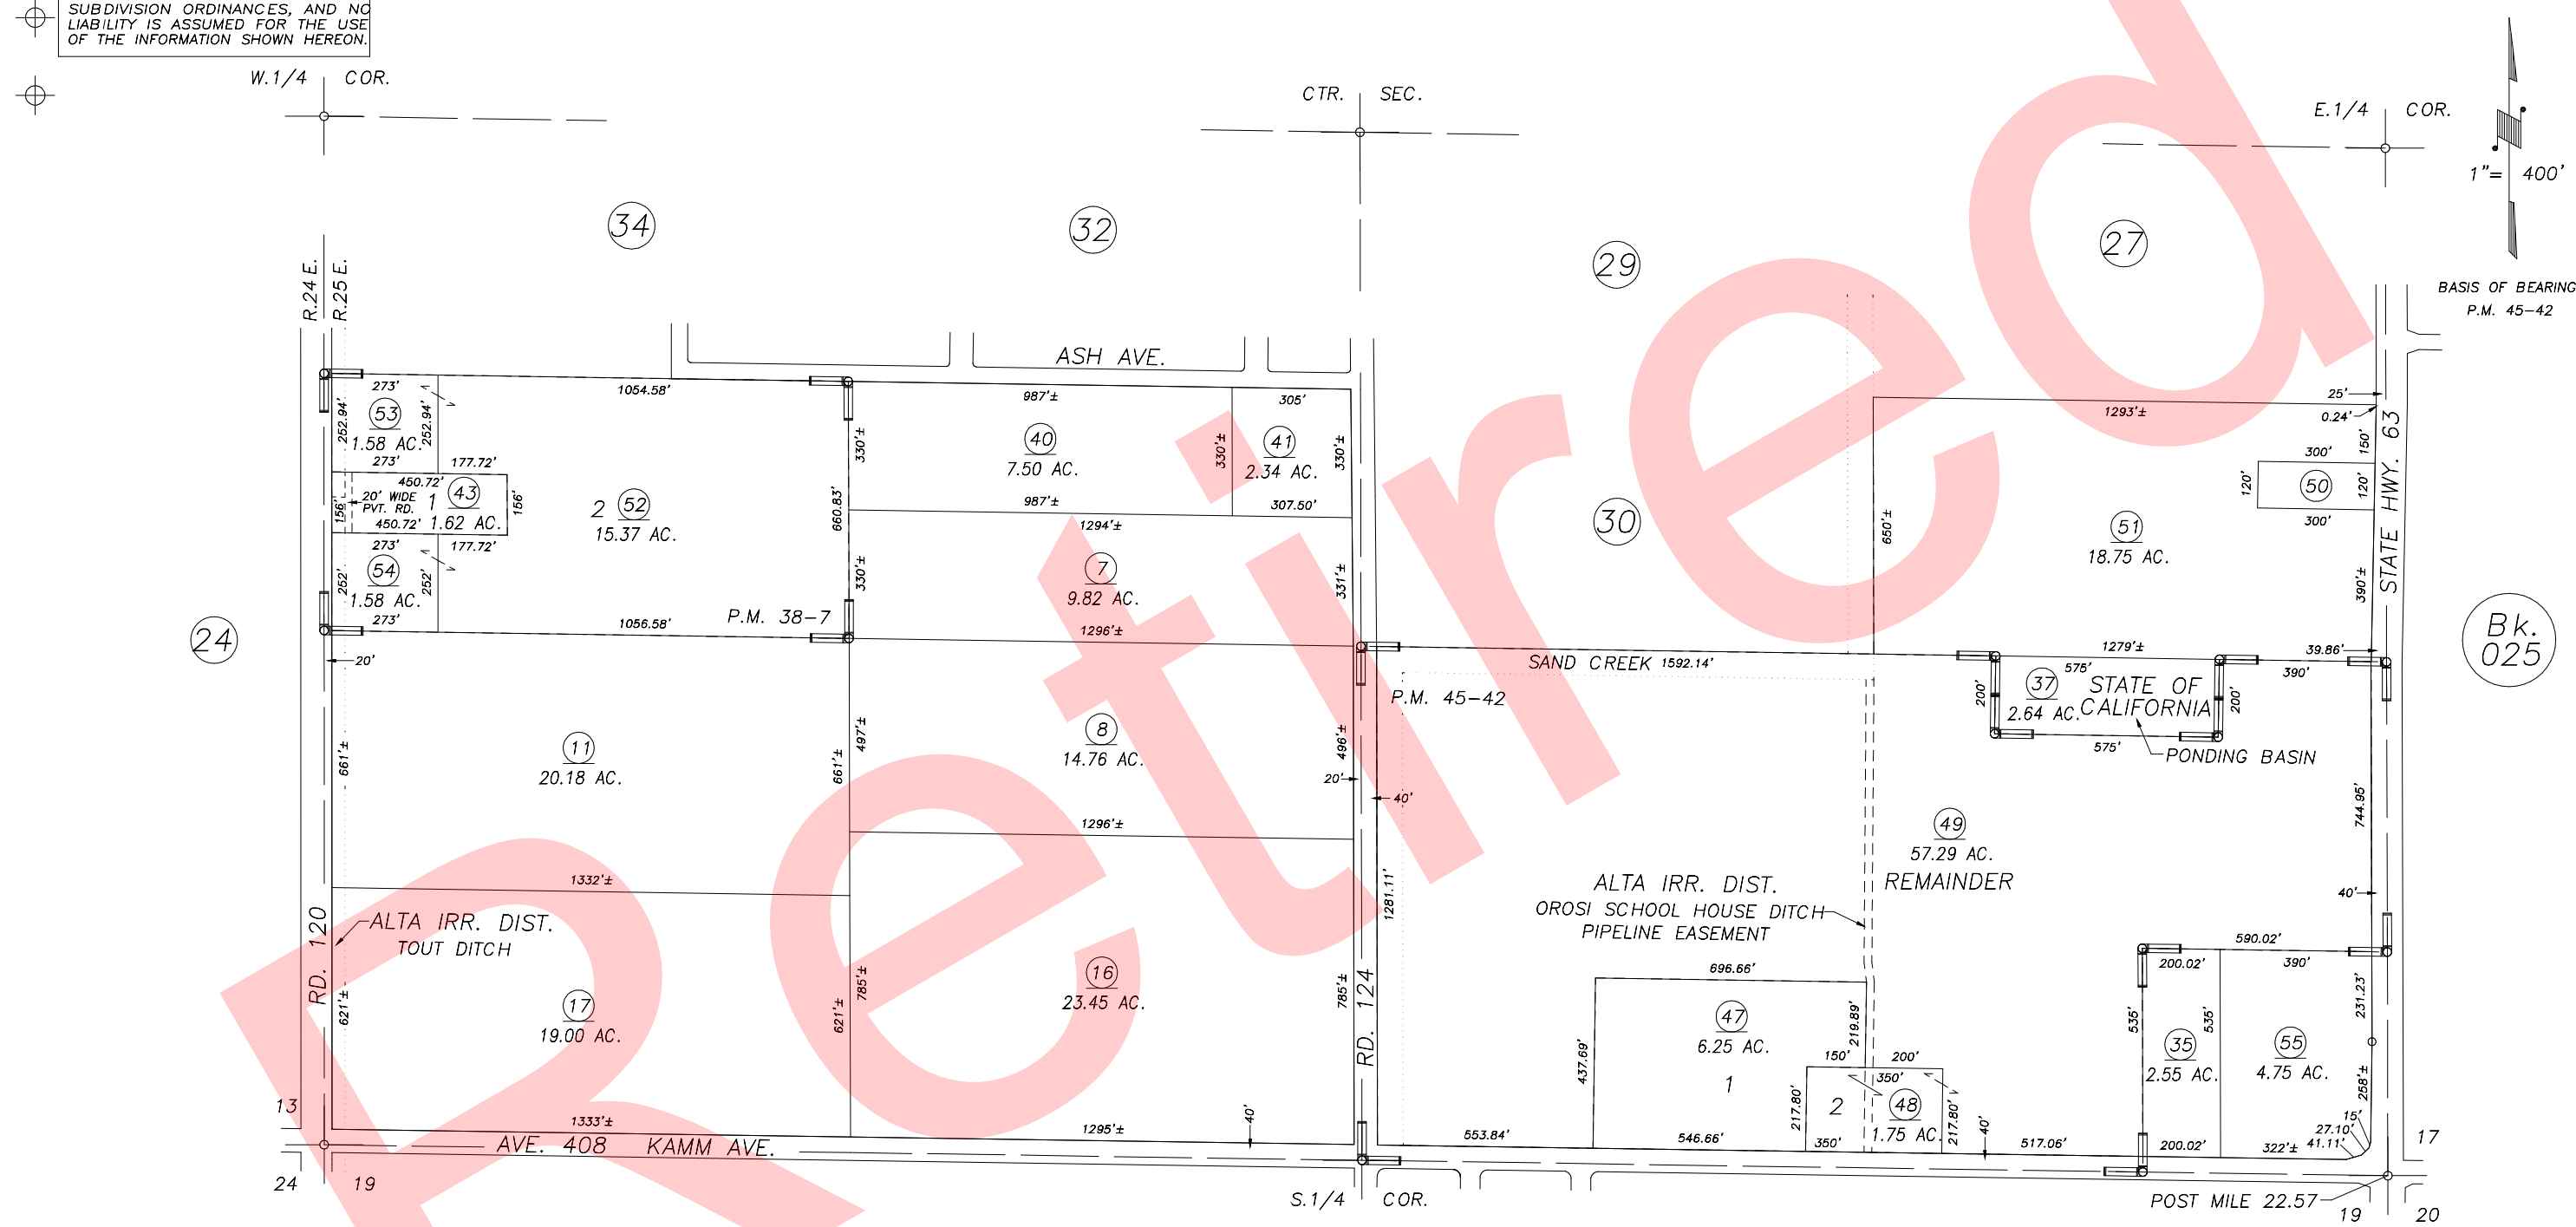 SUBDIVISION ORDINANCES, AND NO
LIABILITY IS ASSUMED FOR THE USE
OF THE INFORMATION SHOWN HEREON.
W.1/4 COR.
CTR. SEC.
E.1/4 COR.
1"= 400'
34
32
29
27
BASIS OF BEARING
P.M. 45-42
R.24 E.
R.25 E.
ASH AVE.
273'
1054.58'
987'±
305'
1293'±
25'
0.24'
252.94'
53
1.58 AC.
252.94'
330'±
40
7.50 AC.
330'±
41
2.34 AC.
330'±
150'
STATE HWY. 63
273'
177.72'
450.72'
20' WIDE
PVT. RD.
1
43
156'
450.72'
1.62 AC.
156'
2
52
15.37 AC.
660.83'
987'±
307.50'
1294'±
300'
120'
50
120'
300'
30
650'±
51
18.75 AC.
273'
177.72'
252'
54
1.58 AC.
252'
273'
1056.58'
P.M. 38-7
330'±
7
9.82 AC.
331'±
1296'±
390'±
24
20'
SAND CREEK
1592.14'
1279'±
39.86'
575'
390'
Bk.
025
P.M. 45-42
200'
37
2.64 AC.
STATE OF
CALIFORNIA
200'
575'
PONDING BASIN
661'±
11
20.18 AC.
661'±
497'±
8
14.76 AC.
496'±
20'
40'
1296'±
49
57.29 AC.
REMAINDER
744.95'
40'
1332'±
1281.11'
ALTA IRR. DIST.
OROSI SCHOOL HOUSE DITCH
PIPELINE EASEMENT
RD. 120
ALTA IRR. DIST.
TOUT DITCH
590.02'
200.02'
390'
621'±
17
19.00 AC.
621'±
785'±
16
23.45 AC.
785'±
RD. 124
696.66'
437.69'
47
6.25 AC.
1
219.89'
150'
200'
350'
217.80'
2
48
1.75 AC.
217.80'
535'
35
2.55 AC.
535'
55
4.75 AC.
231.23'
258'±
15'
27.10'
41.11'
13
1333'±
1295'±
40'
553.84'
546.66'
350'
40'
517.06'
200.02'
322'±
17
AVE. 408 KAMM AVE.
24
19
S.1/4 COR.
POST MILE 22.57
19
20
Retired